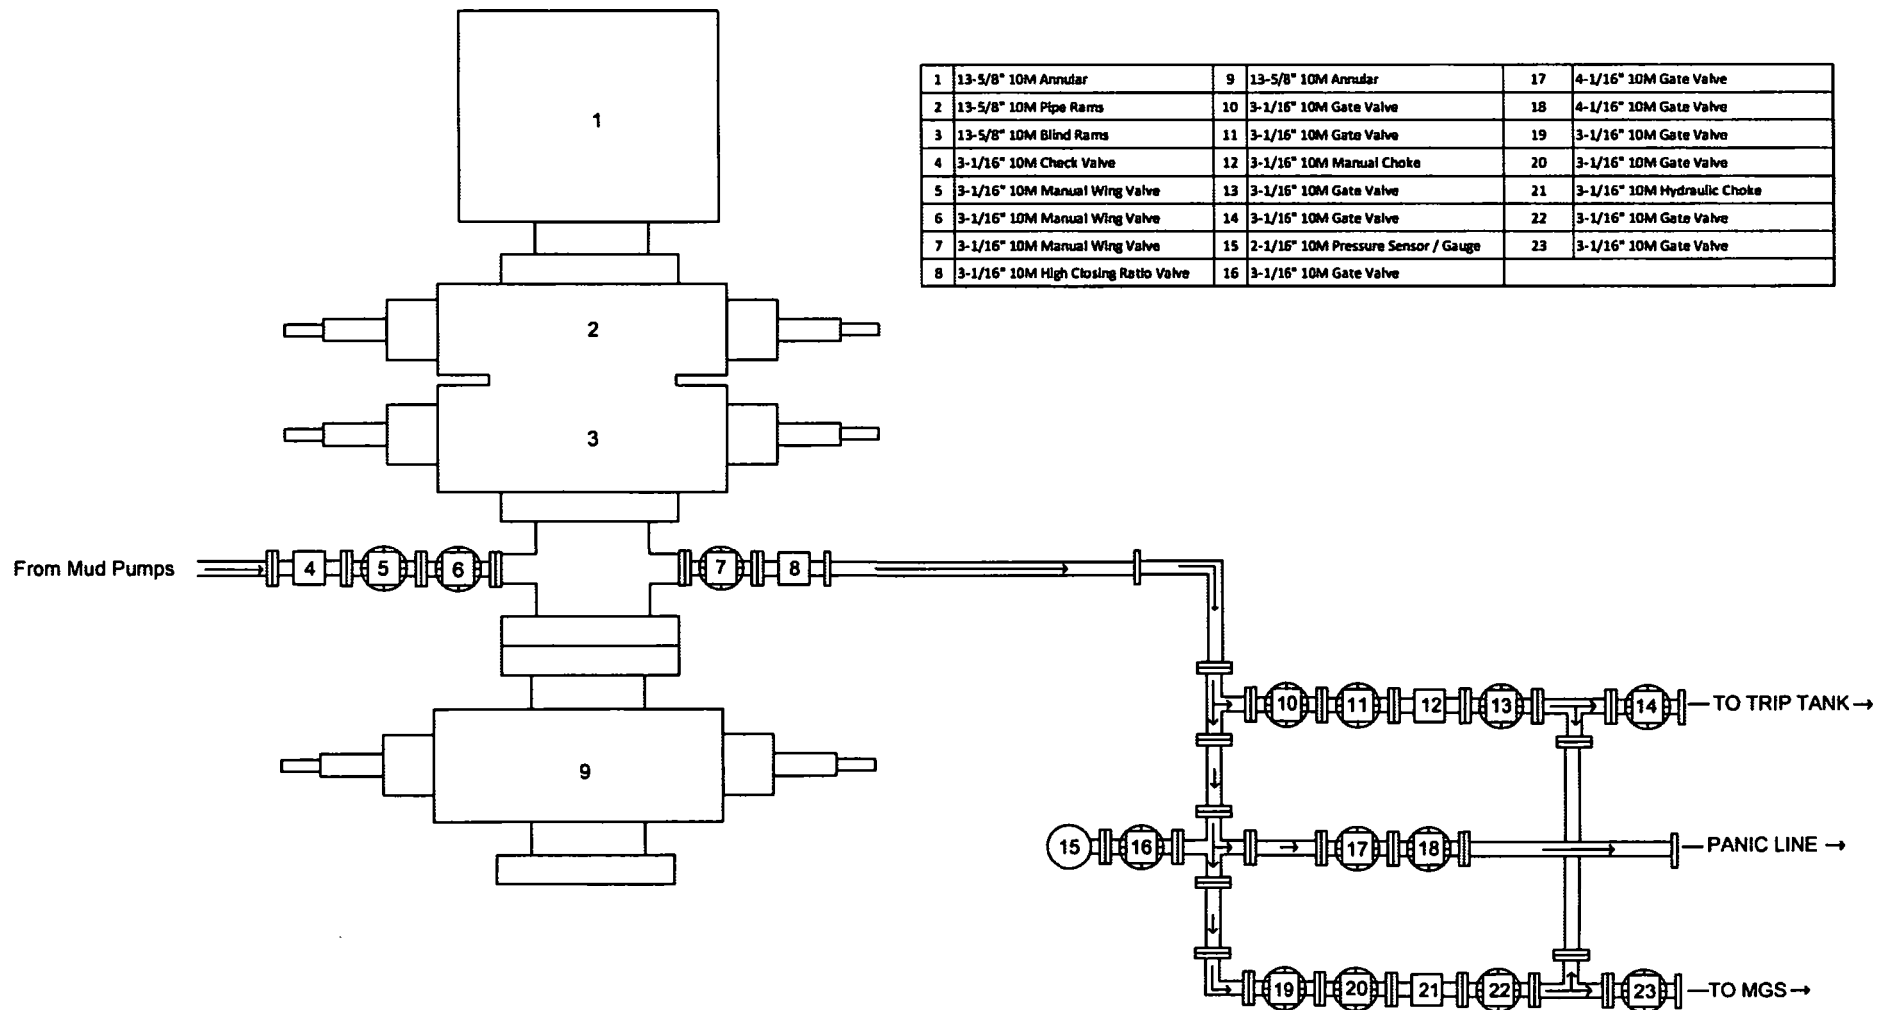 1
1 13-5/8" 10M Annular 9 13-5/8" 10M Annular 17 4-1/16" 10M Gate Valve
2 13-5/8" 10M Pipe Rams 10 3-1/16" 10M Gate Valve 18 4-1/16" 10M Gate Valve
3 13-5/8" 10M Blind Rams 11 3-1/16" 10M Gate Valve 19 3-1/16" 10M Gate Valve
4 3-1/16" 10M Check Valve 12 3-1/16" 10M Manual Choke 20 3-1/16" 10M Gate Valve
5 3-1/16" 10M Manual Wing Valve 13 3-1/16" 10M Gate Valve 21 3-1/16" 10M Hydraulic Choke
6 3-1/16" 10M Manual Wing Valve 14 3-1/16" 10M Gate Valve 22 3-1/16" 10M Gate Valve
7 3-1/16" 10M Manual Wing Valve 15 2-1/16" 10M Pressure Sensor / Gauge 23 3-1/16" 10M Gate Valve
8 3-1/16" 10M High Closing Ratio Valve 16 3-1/16" 10M Gate Valve
2
3
From Mud Pumps 4 5 6 7 8
10 11 12 13 14 TO TRIP TANK →
9
15 16 17 18 PANIC LINE →
19 20 21 22 23 TO MGS →